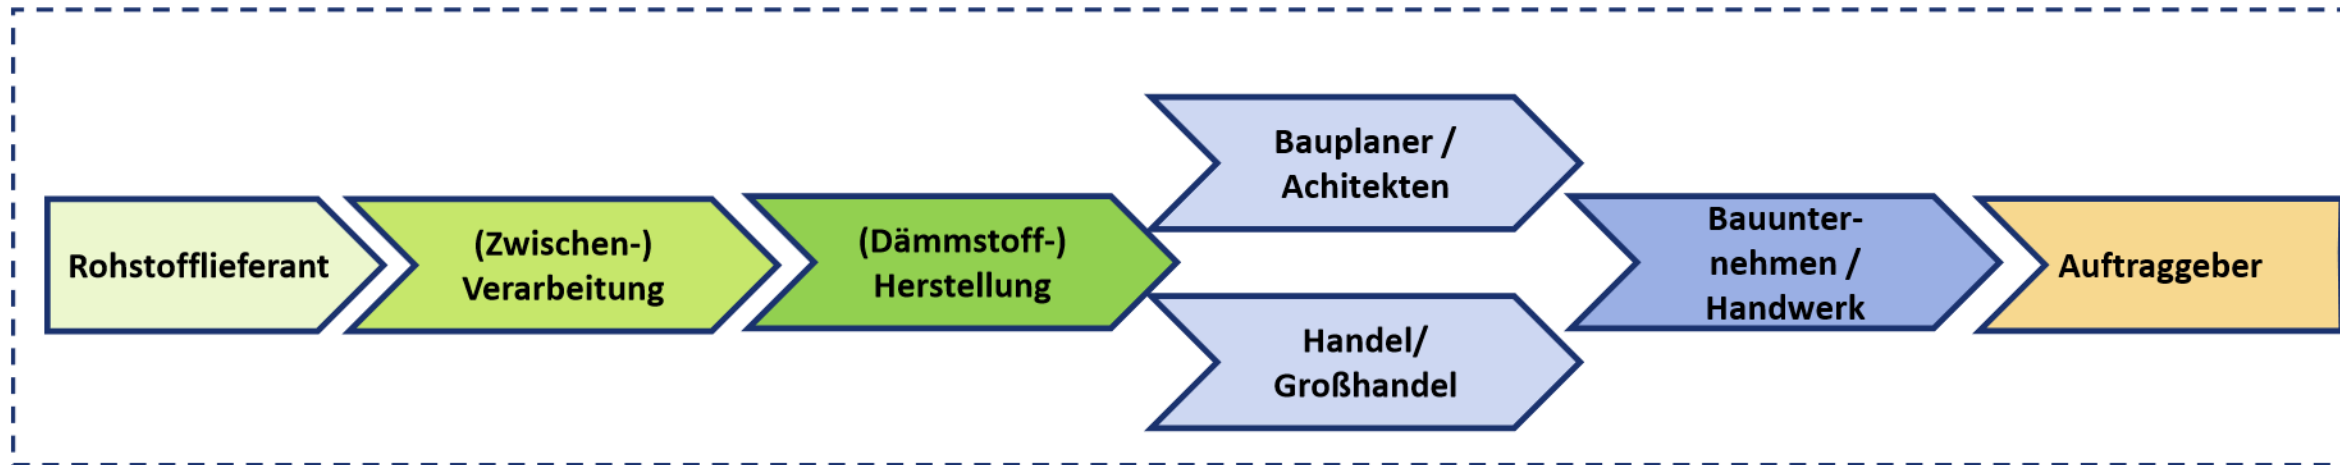 Rohstofflieferant
(Zwischen-)
Verarbeitung
(Dämmstoff-)
Herstellung
Bauplaner /
Achitekten
Handel/
Großhandel
Bauunter-
nehmen /
Handwerk
Auftraggeber